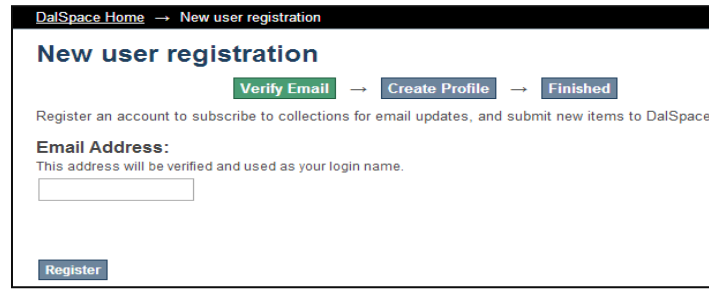 DalSpace Home → New user registration
New user registration
Verify Email → Create Profile → Finished
Register an account to subscribe to collections for email updates, and submit new items to DalSpace
Email Address:
This address will be verified and used as your login name.
Register